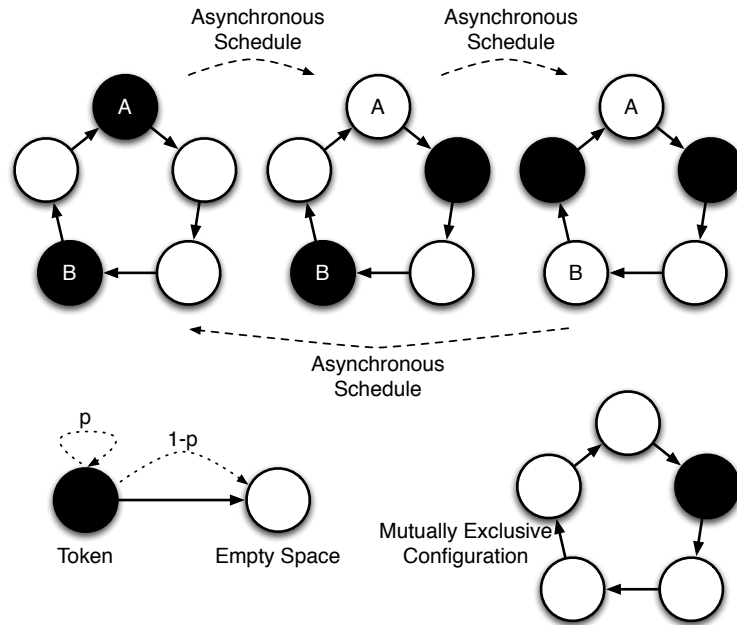 Asynchronous
Schedule
Asynchronous
Schedule
A
A
A
B
B
B
Asynchronous
Schedule
p
1-p
Token
Empty Space
Mutually Exclusive
Configuration